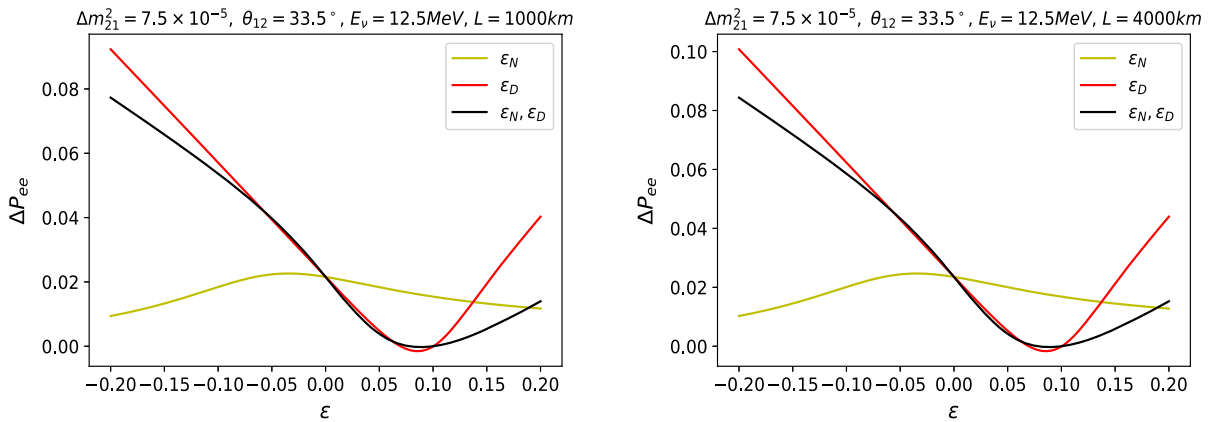 Δm²₂₁ = 7.5 × 10⁻⁵, θ₁₂ = 33.5°, E_ν = 12.5MeV, L = 1000km
ΔP_ee
0.08
0.06
0.04
0.02
0.00
ε_N
ε_D
ε_N, ε_D
−0.20 −0.15 −0.10 −0.05 0.00 0.05 0.10 0.15 0.20
ε
Δm²₂₁ = 7.5 × 10⁻⁵, θ₁₂ = 33.5°, E_ν = 12.5MeV, L = 4000km
ΔP_ee
0.10
0.08
0.06
0.04
0.02
0.00
ε_N
ε_D
ε_N, ε_D
−0.20 −0.15 −0.10 −0.05 0.00 0.05 0.10 0.15 0.20
ε